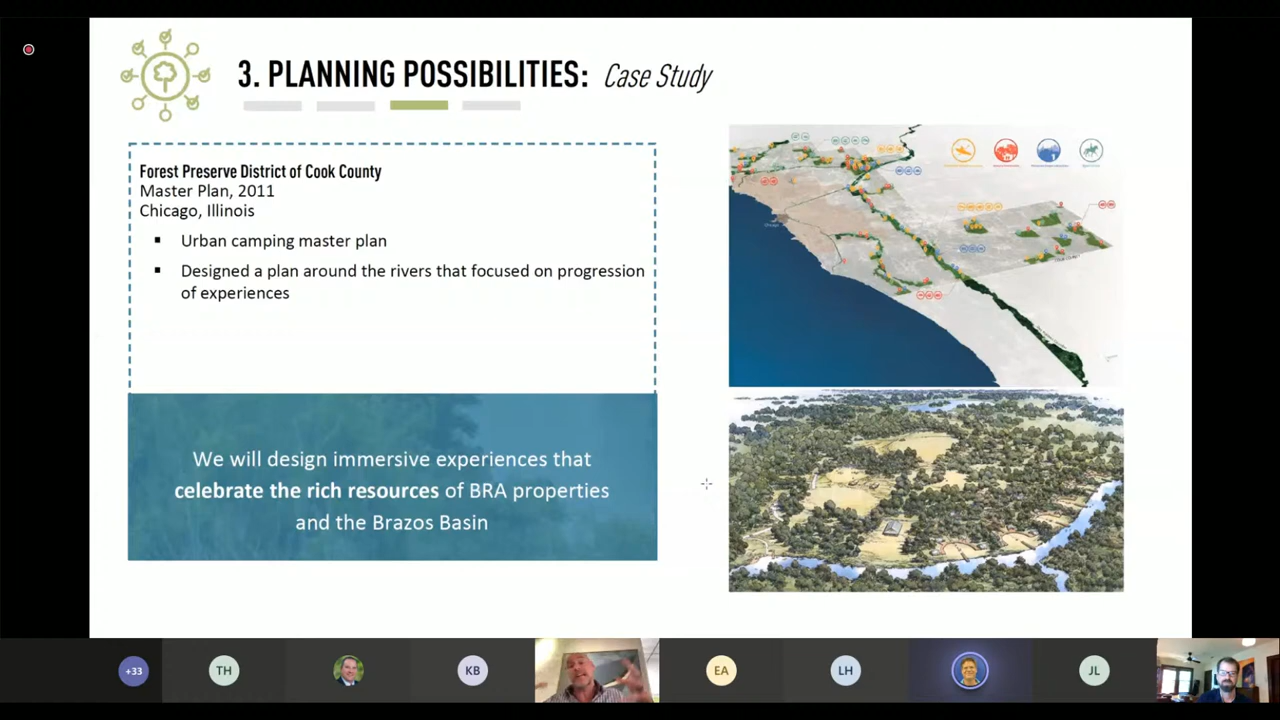 3. PLANNING POSSIBILITIES: Case Study
Forest Preserve District of Cook County
Master Plan, 2011
Chicago, Illinois
▪ Urban camping master plan
▪ Designed a plan around the rivers that focused on progression
of experiences
We will design immersive experiences that
celebrate the rich resources of BRA properties
and the Brazos Basin
+33
TH
KB
EA
LH
JL